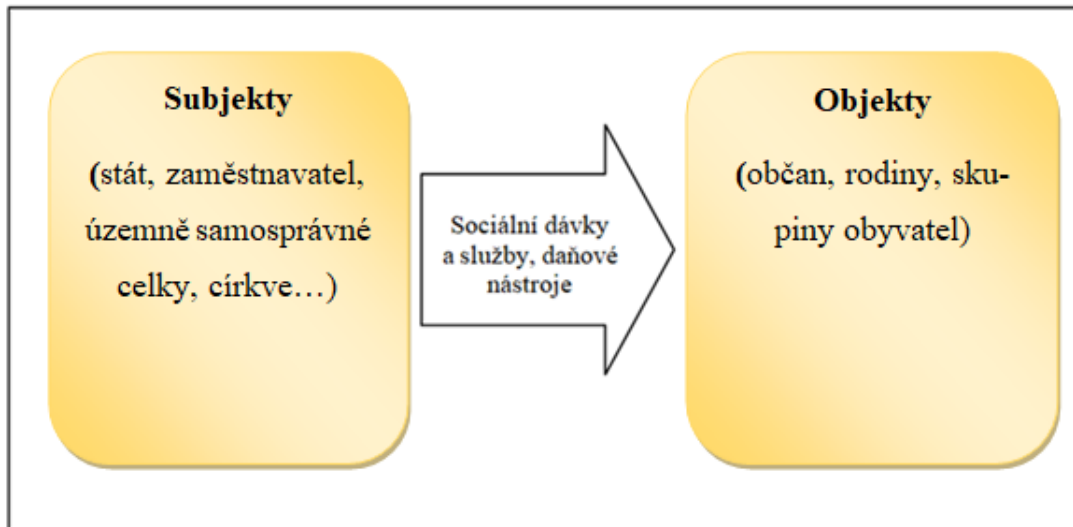 Subjekty
(stát, zaměstnavatel,
územně samosprávné
celky, církve…)
Sociální dávky
a služby, daňové
nástroje
Objekty
(občan, rodiny, sku-
piny obyvatel)